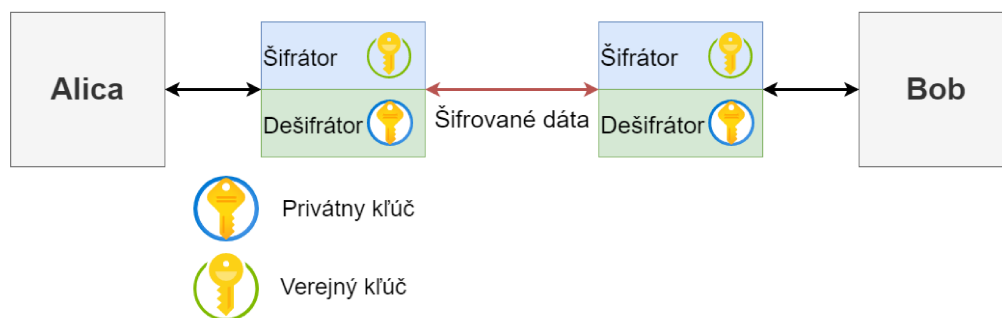 Alica
Šifrátor
Dešifrátor
Šifrované dáta
Šifrátor
Dešifrátor
Bob
Privátny kľúč
Verejný kľúč